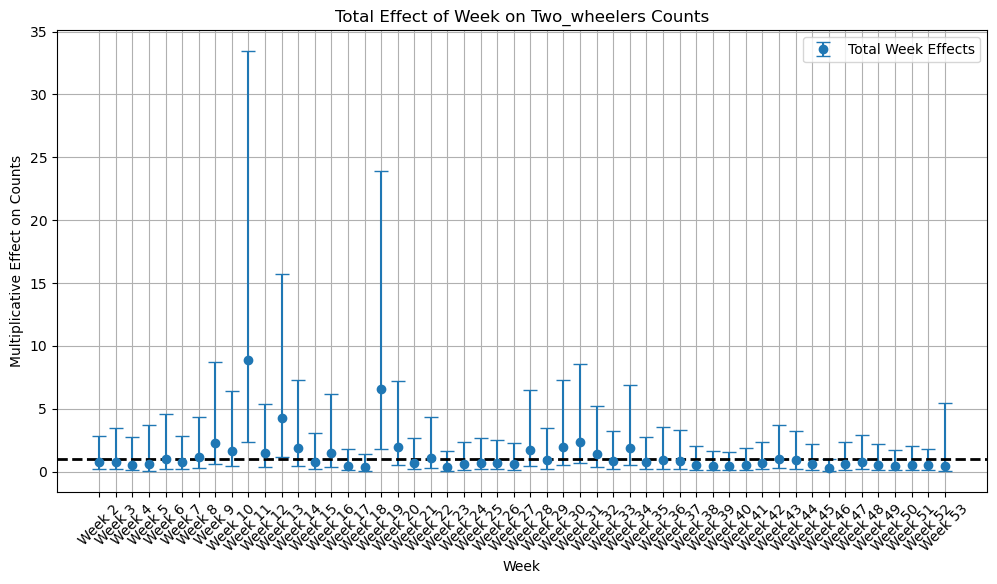 Total Effect of Week on Two_wheelers Counts
Total Week Effects
Multiplicative Effect on Counts
35
30
25
20
15
10
5
0
Week 2
Week 3
Week 4
Week 5
Week 6
Week 7
Week 8
Week 9
Week 10
Week 11
Week 12
Week 13
Week 14
Week 15
Week 16
Week 17
Week 18
Week 19
Week 20
Week 21
Week 22
Week 23
Week 24
Week 25
Week 26
Week 27
Week 28
Week 29
Week 30
Week 31
Week 32
Week 33
Week 34
Week 35
Week 36
Week 37
Week 38
Week 39
Week 40
Week 41
Week 42
Week 43
Week 44
Week 45
Week 46
Week 47
Week 48
Week 49
Week 50
Week 51
Week 52
Week 53
Week